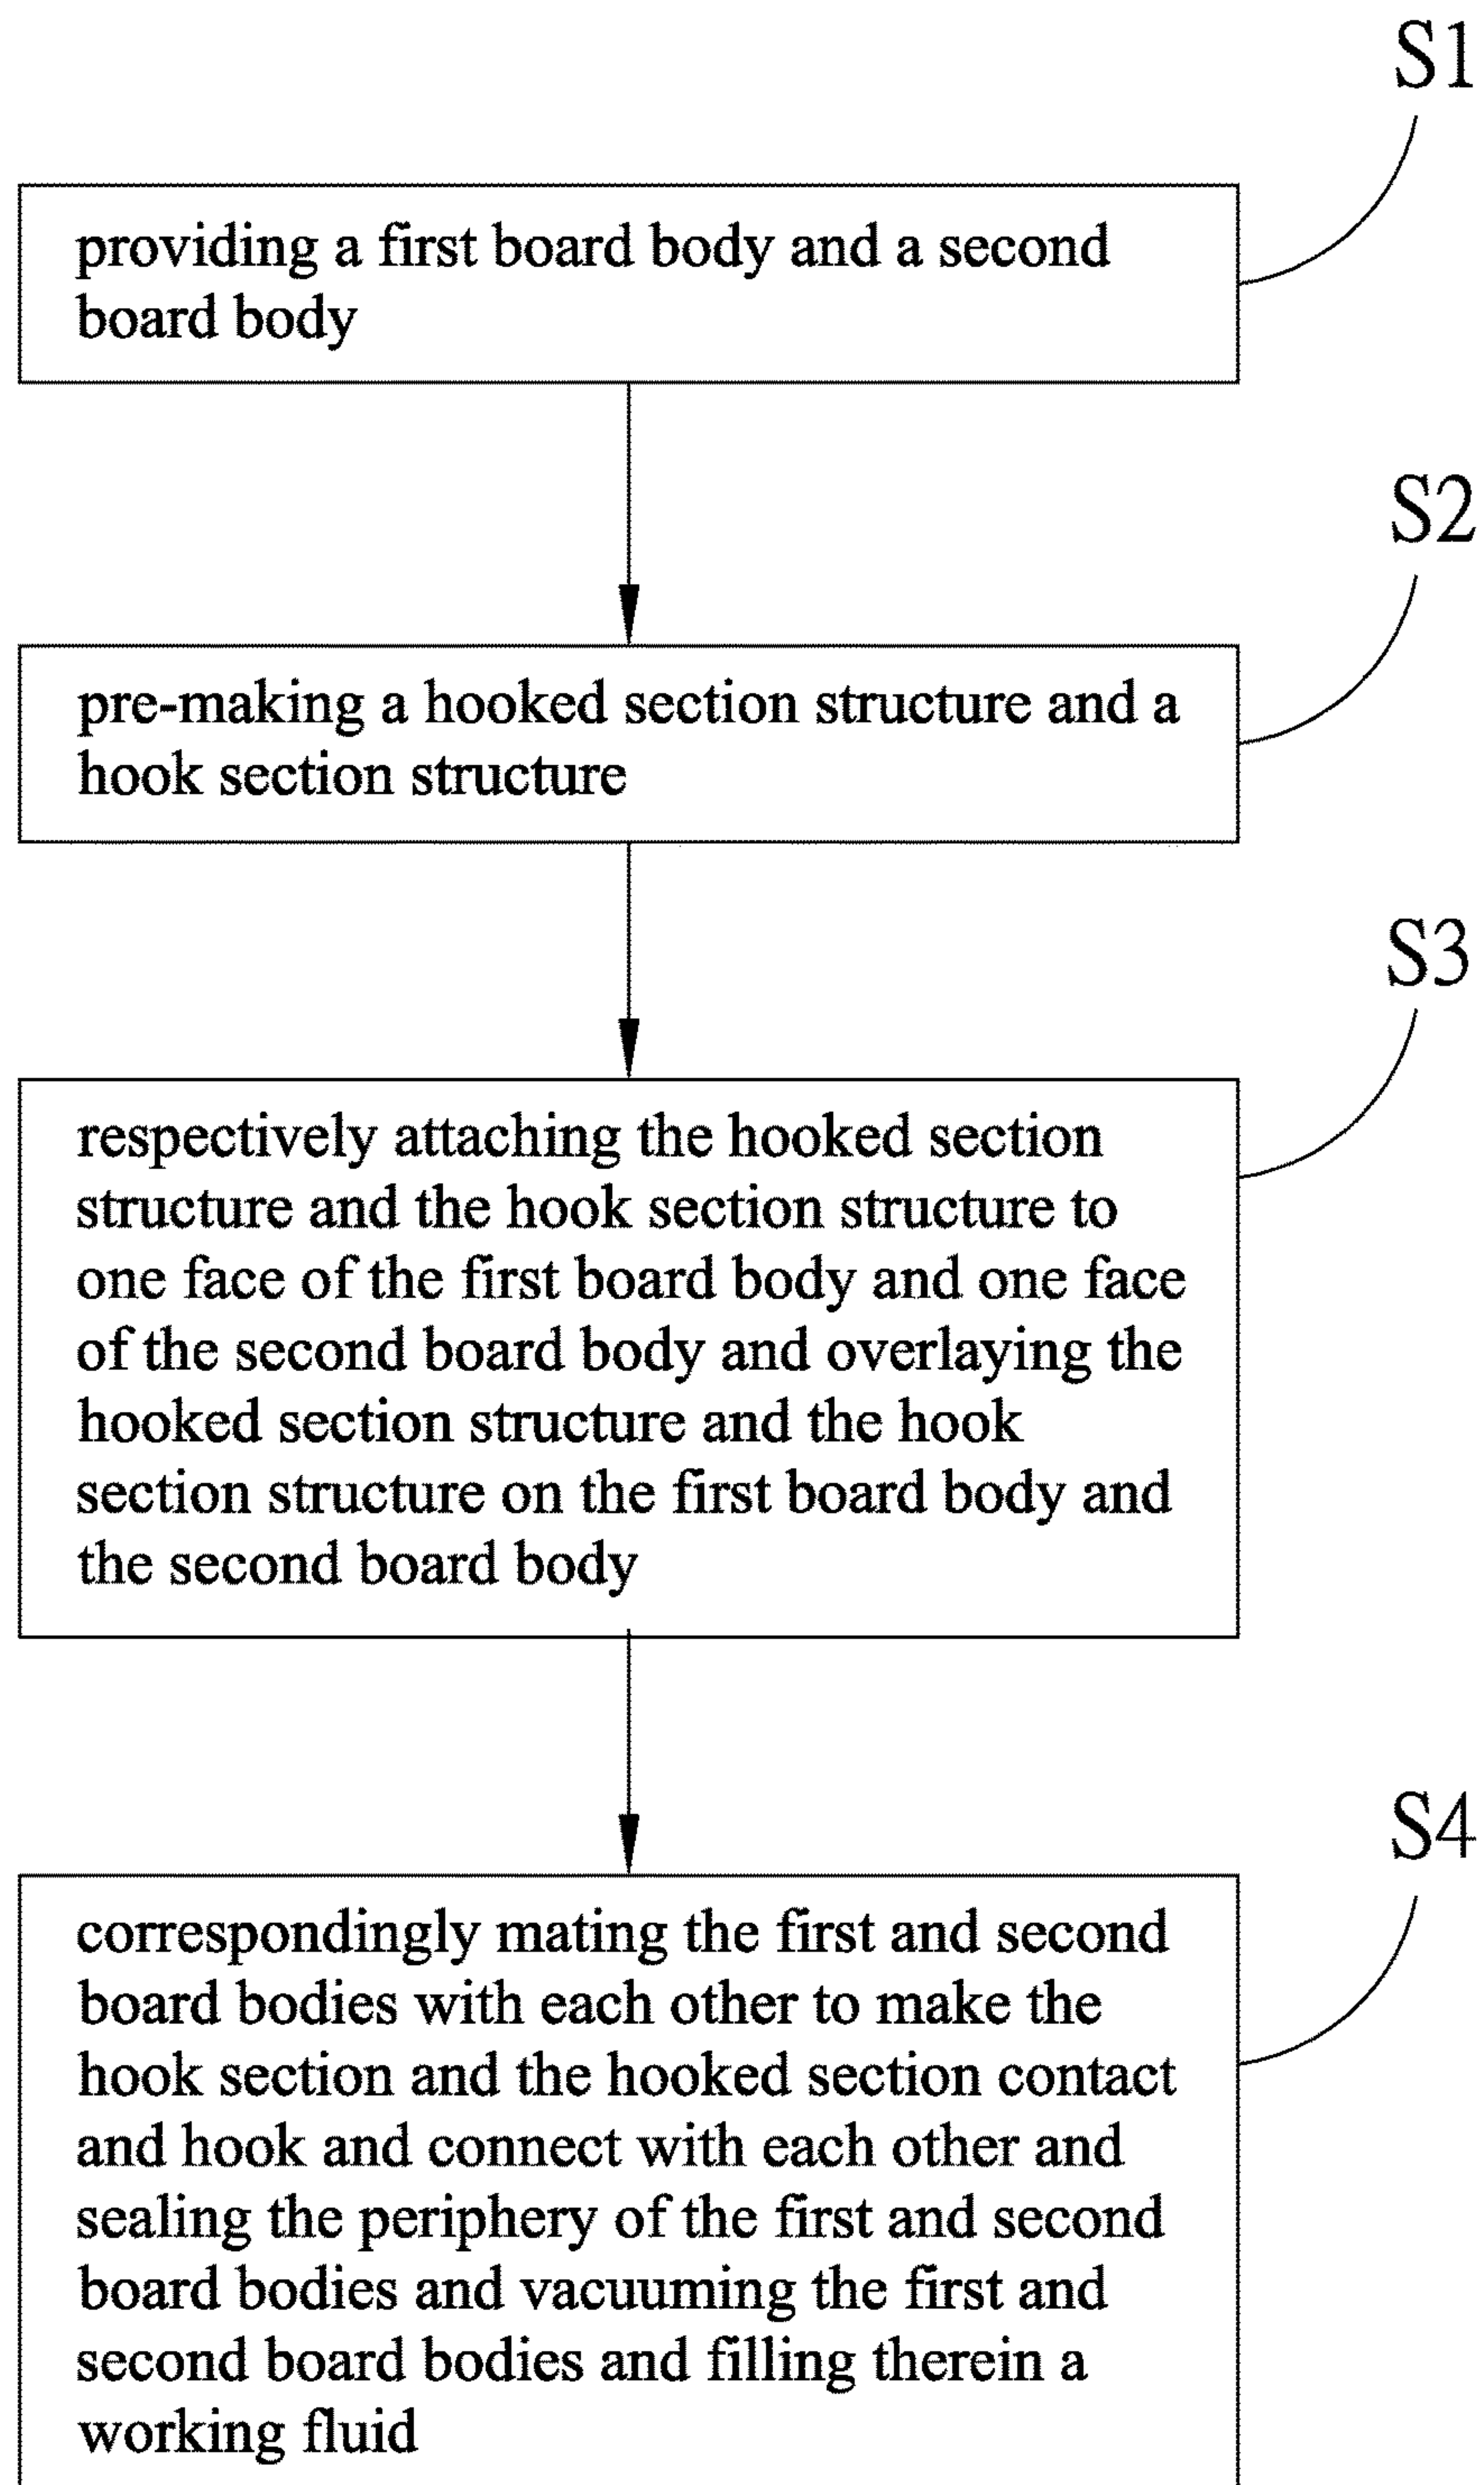 S1
providing a first board body and a second
board body
S2
pre-making a hooked section structure and a
hook section structure
S3
respectively attaching the hooked section
structure and the hook section structure to
one face of the first board body and one face
of the second board body and overlaying the
hooked section structure and the hook
section structure on the first board body and
the second board body
S4
correspondingly mating the first and second
board bodies with each other to make the
hook section and the hooked section contact
and hook and connect with each other and
sealing the periphery of the first and second
board bodies and vacuuming the first and
second board bodies and filling therein a
working fluid